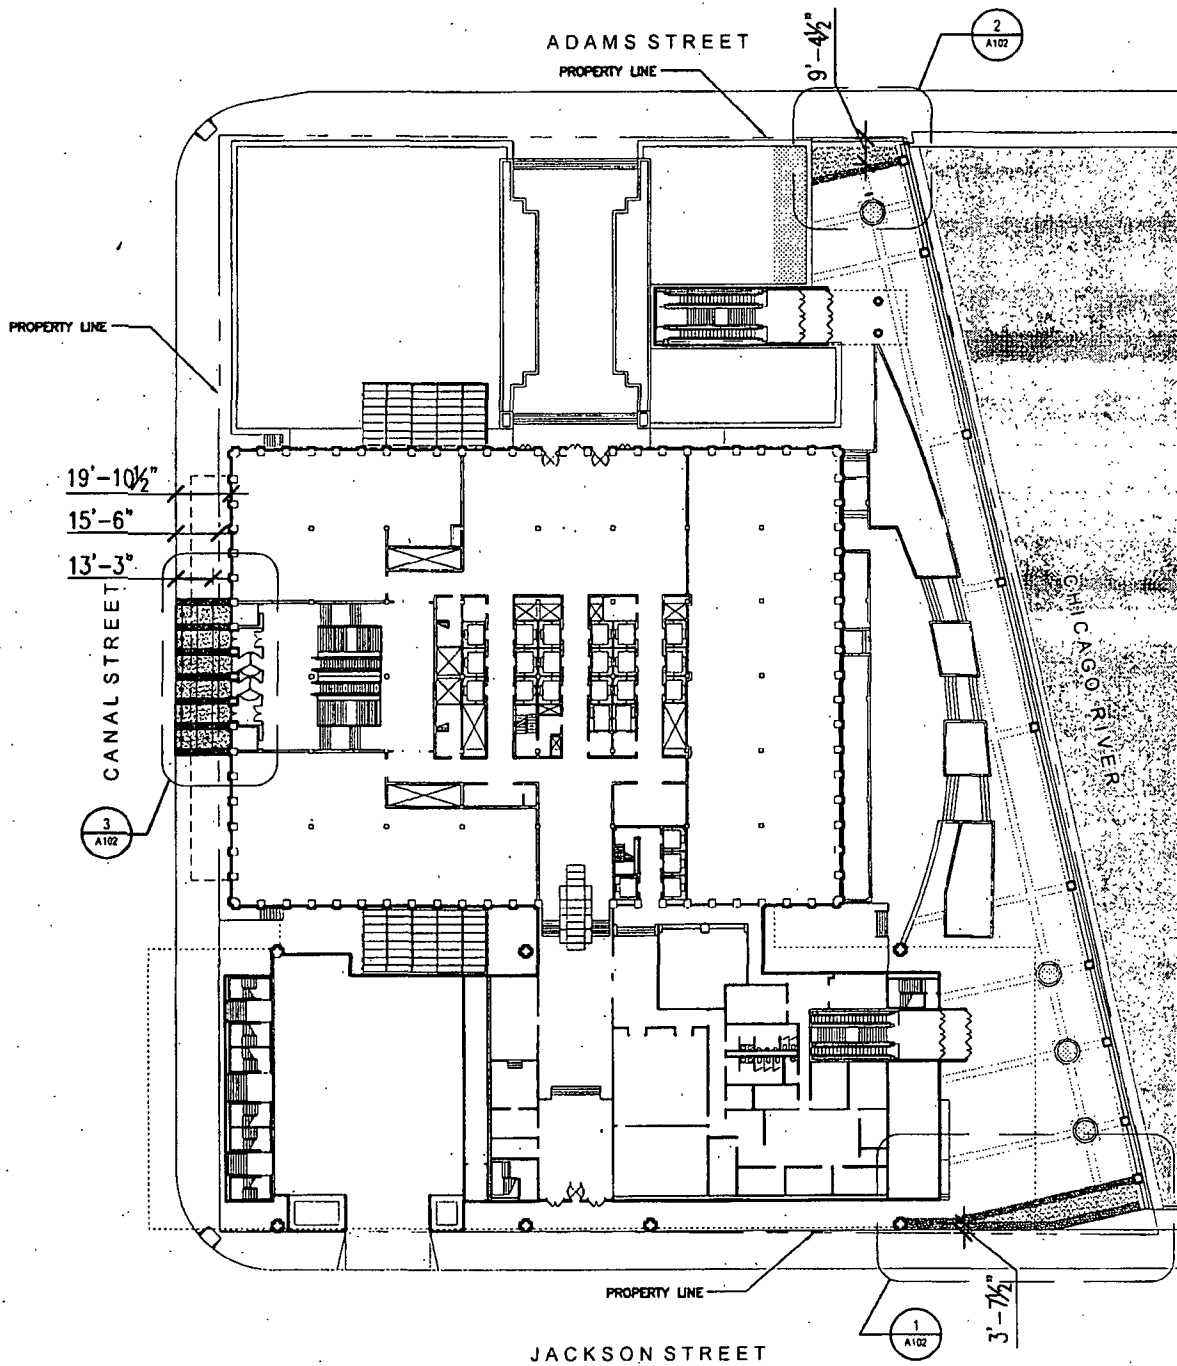 ADAMS STREET
PROPERTY LINE
9'-4½"
2
A102
PROPERTY LINE
19'-10½"
15'-6"
13'-3"
CANAL STREET
3
A102
CHICAGO RIVER
PROPERTY LINE
1
A102
3'-7½"
JACKSON STREET